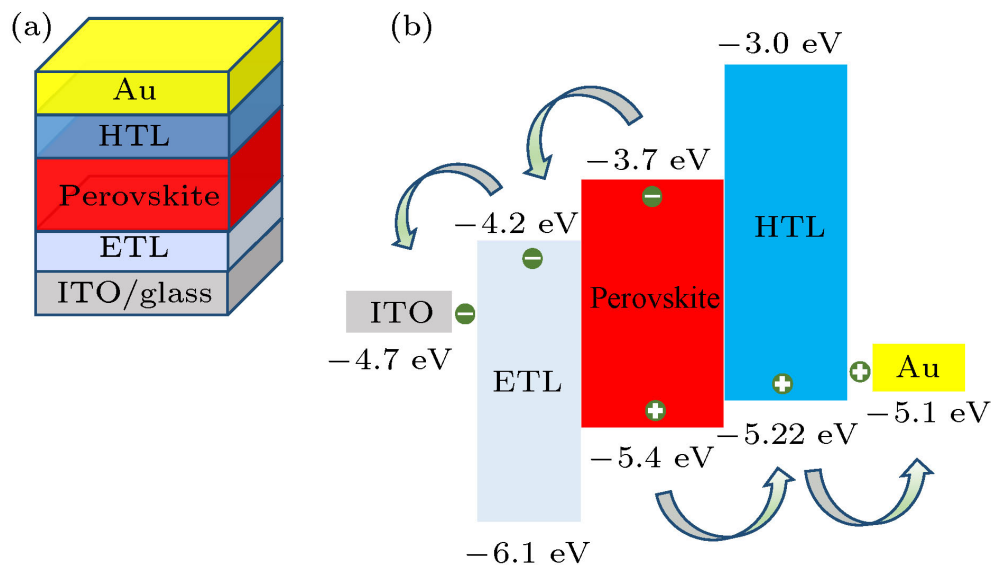 (a)
Au
HTL
Perovskite
ETL
ITO/glass
(b)
−3.0 eV
−3.7 eV
−4.2 eV
HTL
Perovskite
ITO
−4.7 eV
ETL
Au
−5.1 eV
−5.22 eV
−5.4 eV
−6.1 eV